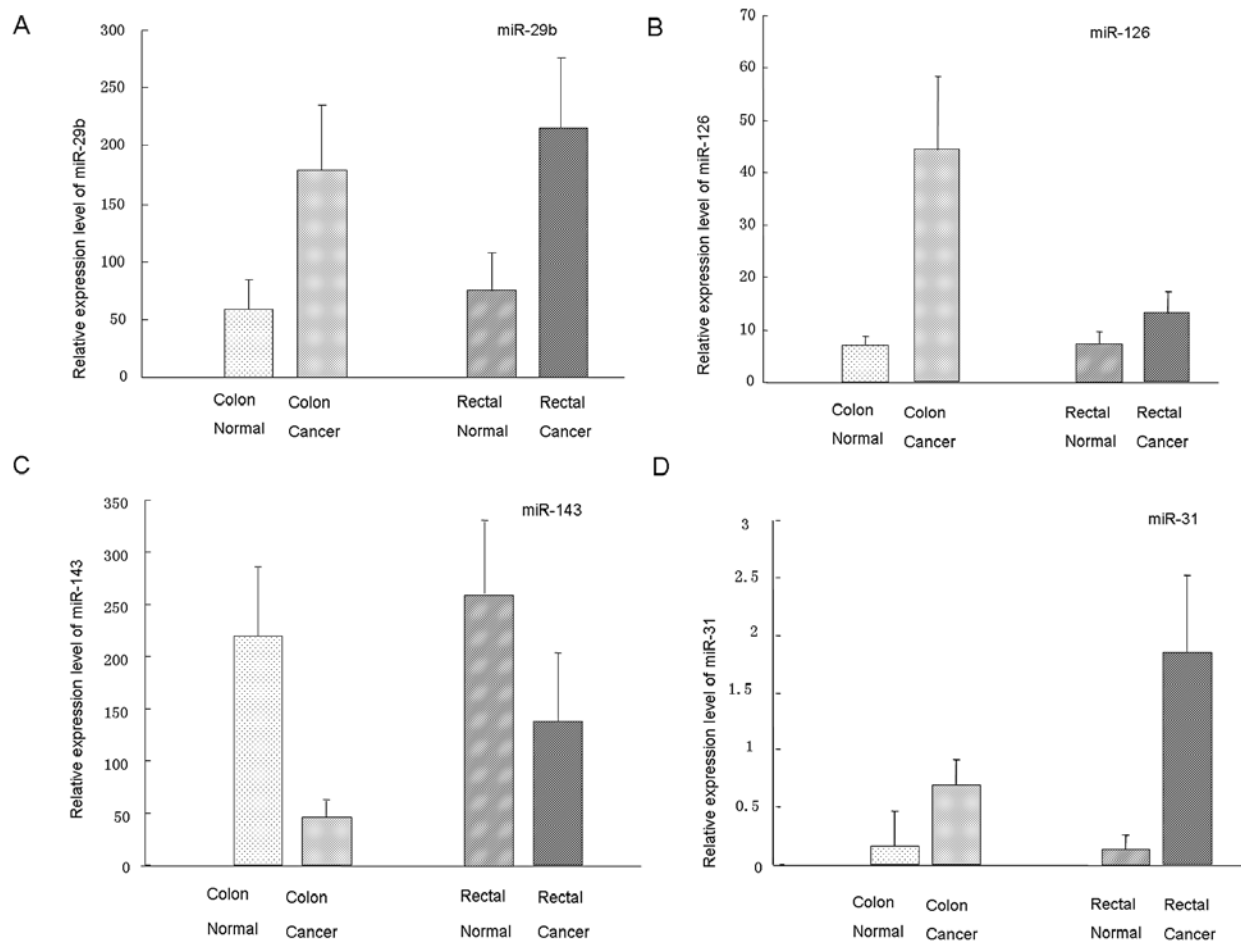 A
miR-29b
Relative expression level of miR-29b
300
250
200
150
100
50
0
Colon
Normal
Colon
Cancer
Rectal
Normal
Rectal
Cancer
B
miR-126
Relative expression level of miR-126
70
60
50
40
30
20
10
0
Colon
Normal
Colon
Cancer
Rectal
Normal
Rectal
Cancer
C
miR-143
Relative expression level of miR-143
350
300
250
200
150
100
50
0
Colon
Normal
Colon
Cancer
Rectal
Normal
Rectal
Cancer
D
miR-31
Relative expression level of miR-31
3
2.5
2
1.5
1
0.5
0
Colon
Normal
Colon
Cancer
Rectal
Normal
Rectal
Cancer